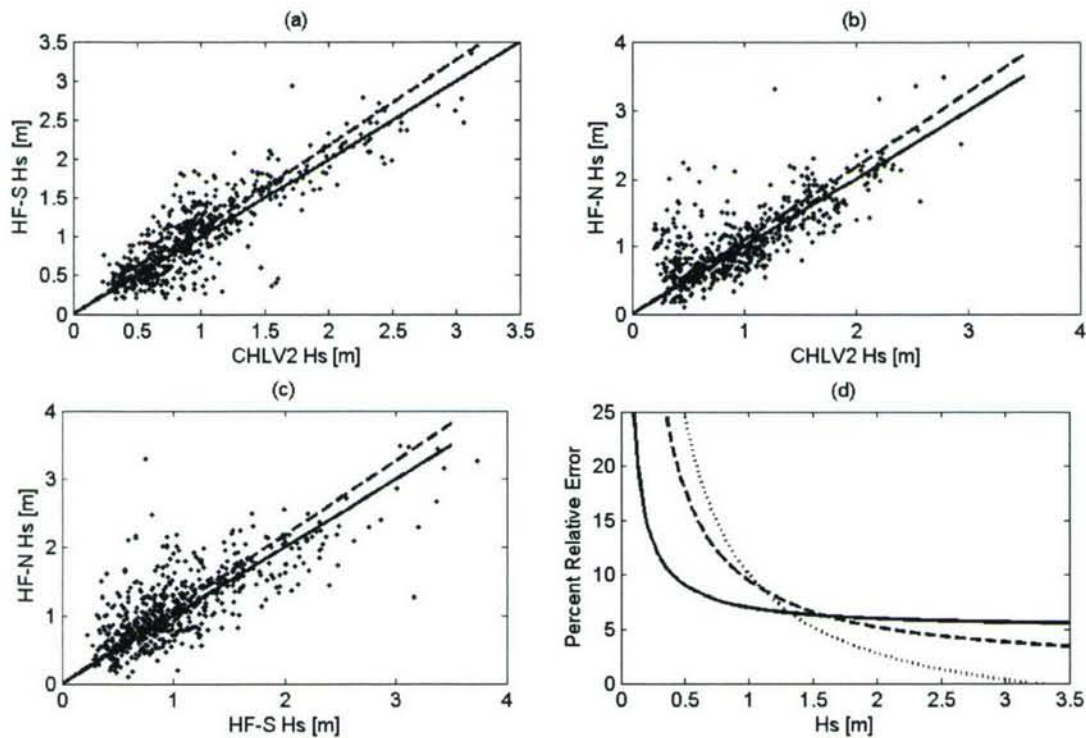 (a)
3.5
3
2.5
2
1.5
1
0.5
0
HF-S Hs [m]
0 0.5 1 1.5 2 2.5 3 3.5
CHLV2 Hs [m]
(b)
4
3
2
1
0
HF-N Hs [m]
0 1 2 3 4
CHLV2 Hs [m]
(c)
4
3
2
1
0
HF-N Hs [m]
0 1 2 3 4
HF-S Hs [m]
(d)
25
20
15
10
5
0
Percent Relative Error
0 0.5 1 1.5 2 2.5 3 3.5
Hs [m]